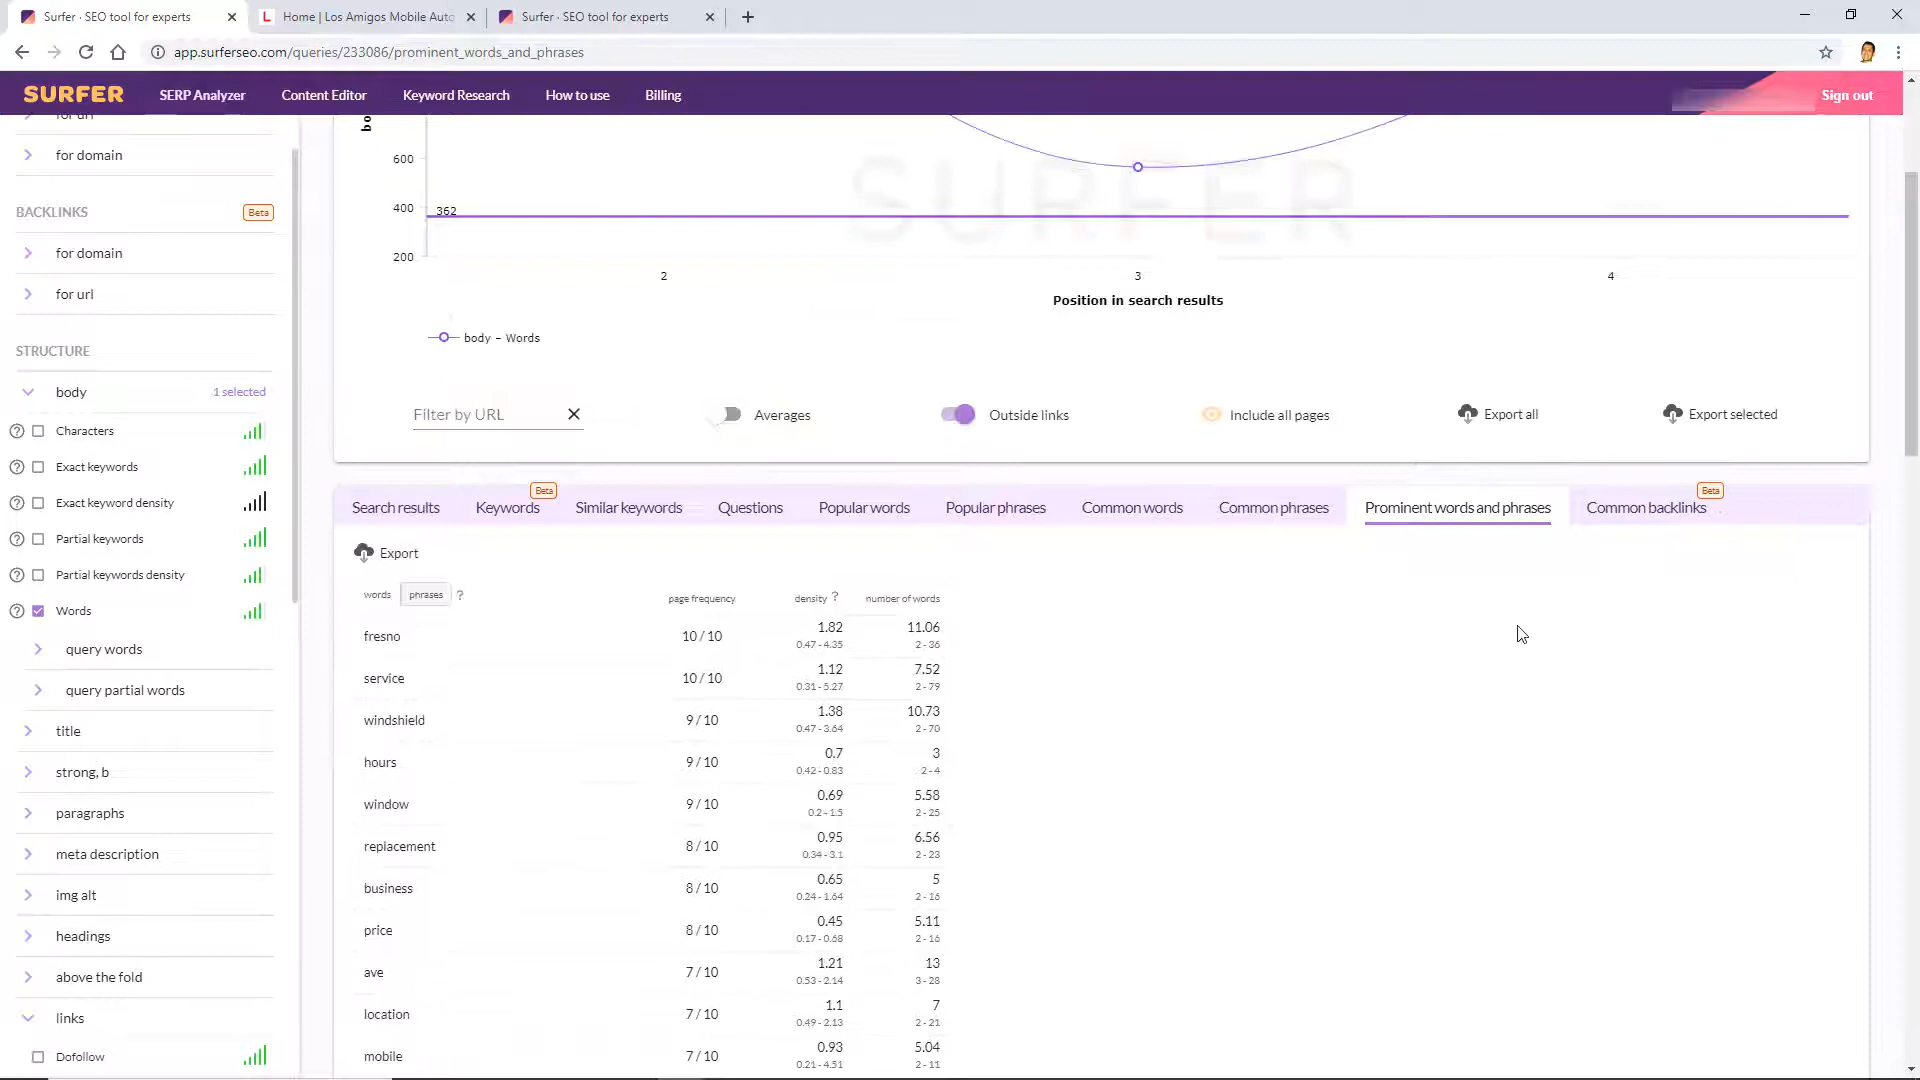 Surfer · SEO tool for experts
Home | Los Amigos Mobile Auto
Surfer · SEO tool for experts
app.surferseo.com/queries/233086/prominent_words_and_phrases
SURFER
SERP Analyzer
Content Editor
Keyword Research
How to use
Billing
Sign out
for url
for domain
BACKLINKS
Beta
for domain
for url
STRUCTURE
body
1 selected
Characters
Exact keywords
Exact keyword density
Partial keywords
Partial keywords density
Words
query words
query partial words
title
strong, b
paragraphs
meta description
img alt
headings
above the fold
links
Dofollow
bo
600
400
362
200
SURFER
2
3
4
Position in search results
body – Words
Filter by URL
Averages
Outside links
Include all pages
Export all
Export selected
Search results
Keywords
Beta
Similar keywords
Questions
Popular words
Popular phrases
Common words
Common phrases
Prominent words and phrases
Common backlinks
Beta
Export
words phrases ? page frequency density ? number of words
fresno 10 / 10 1.82 11.06
0.47 - 4.35 2 - 36
service 10 / 10 1.12 7.52
0.31 - 5.27 2 - 79
windshield 9 / 10 1.38 10.73
0.47 - 3.64 2 - 70
hours 9 / 10 0.7 3
0.42 - 0.83 2 - 4
window 9 / 10 0.69 5.58
0.2 - 1.5 2 - 25
replacement 8 / 10 0.95 6.56
0.34 - 3.1 2 - 23
business 8 / 10 0.65 5
0.24 - 1.64 2 - 16
price 8 / 10 0.45 5.11
0.17 - 0.68 2 - 16
ave 7 / 10 1.21 13
0.53 - 2.14 3 - 28
location 7 / 10 1.1 7
0.49 - 2.13 2 - 21
mobile 7 / 10 0.93 5.04
0.21 - 4.51 2 - 11